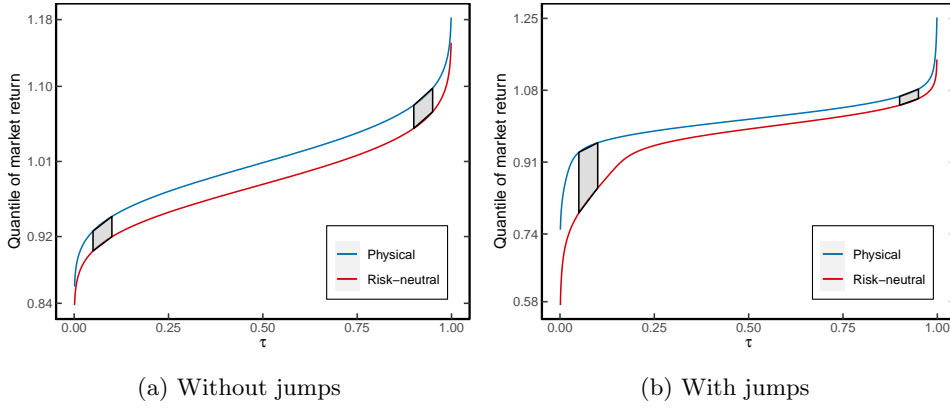 Quantile of market return
1.18
1.10
1.01
0.92
0.84
Physical
Risk−neutral
0.00
0.25
0.50
0.75
1.00
τ
(a) Without jumps
Quantile of market return
1.25
1.08
0.91
0.74
0.58
Physical
Risk−neutral
0.00
0.25
0.50
0.75
1.00
τ
(b) With jumps